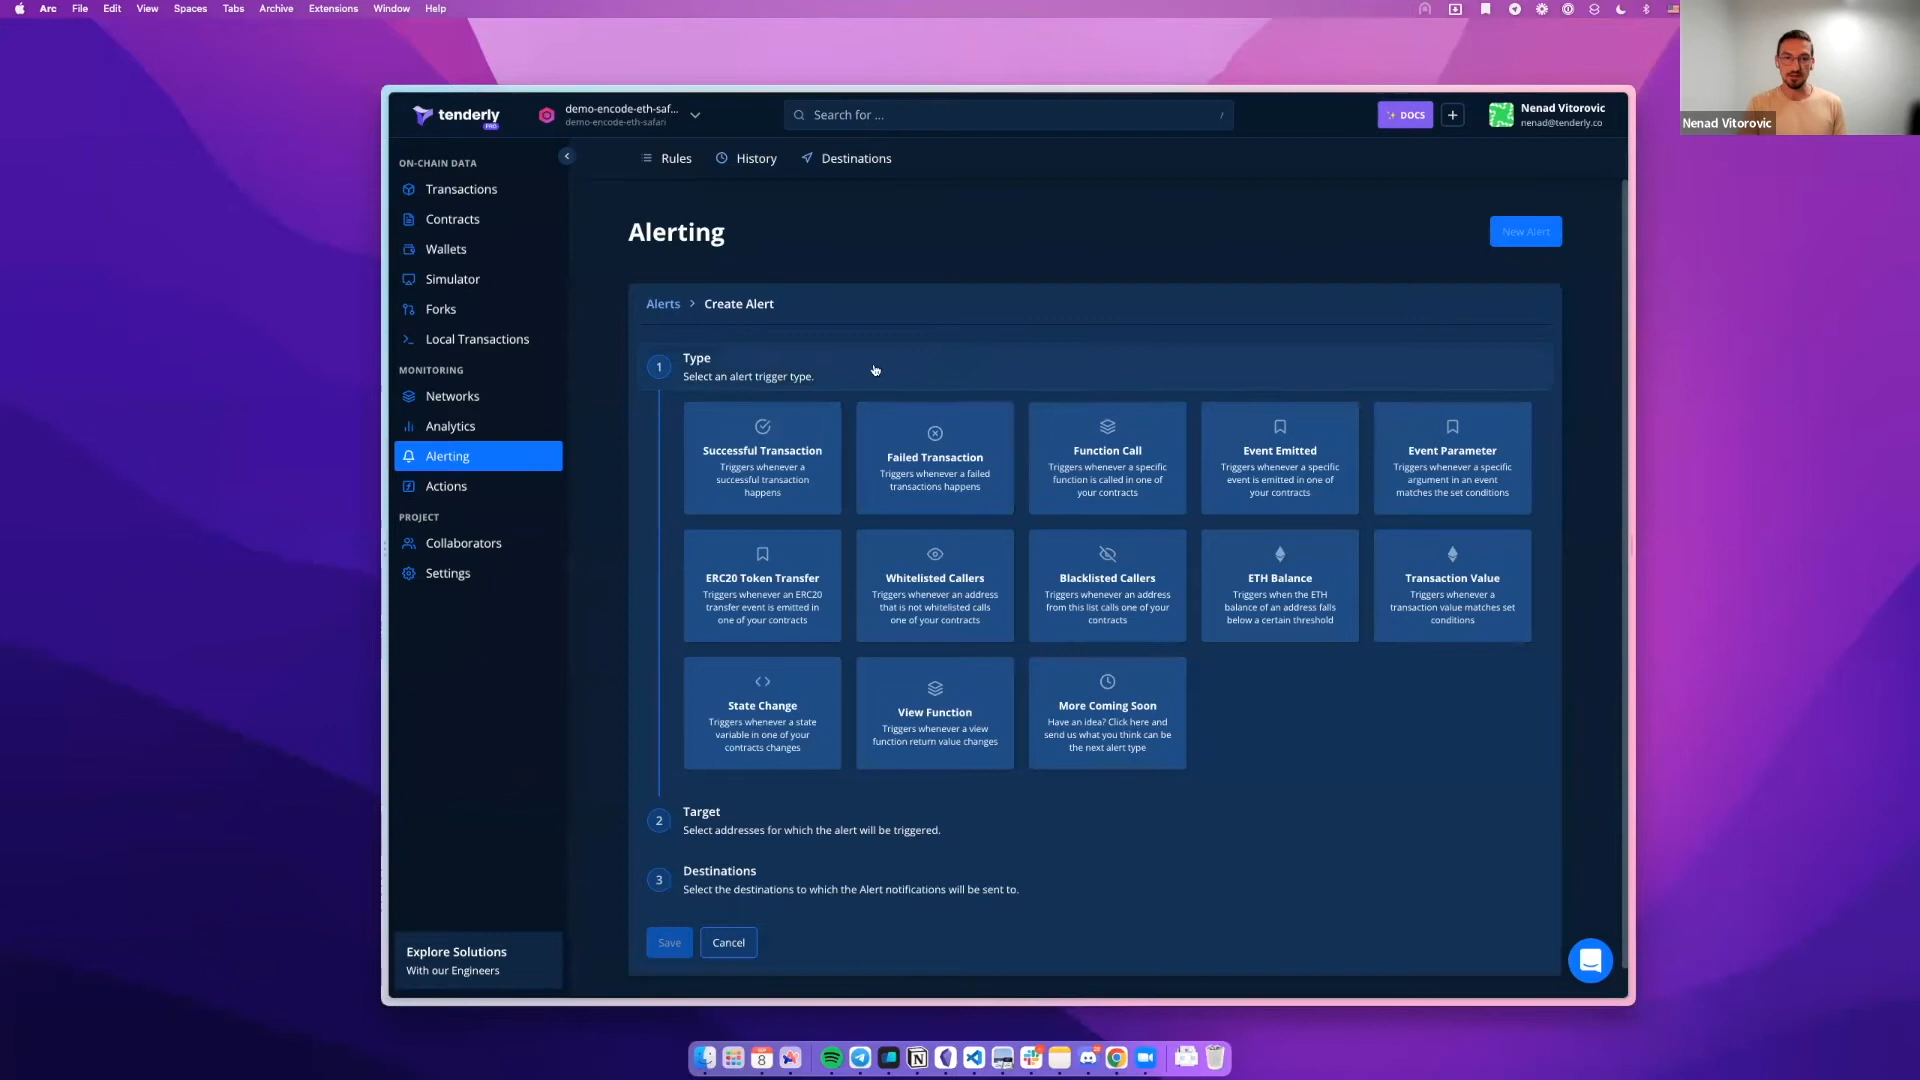 Arc File Edit View Spaces Tabs Archive Extensions Window Help
Nenad Vitorovic
tenderly
PRO
demo-encode-eth-saf...
demo-encode-eth-safari
Search for ...
/
DOCS
+
Nenad Vitorovic
nenad@tenderly.co
ON-CHAIN DATA
Transactions
Contracts
Wallets
Simulator
Forks
Local Transactions
MONITORING
Networks
Analytics
Alerting
Actions
PROJECT
Collaborators
Settings
Explore Solutions
With our Engineers
Rules
History
Destinations
Alerting
New Alert
Alerts > Create Alert
1
Type
Select an alert trigger type.
Successful Transaction
Triggers whenever a
successful transaction
happens
Failed Transaction
Triggers whenever a failed
transactions happens
Function Call
Triggers whenever a specific
function is called in one of
your contracts
Event Emitted
Triggers whenever a specific
event is emitted in one of
your contracts
Event Parameter
Triggers whenever a specific
argument in an event
matches the set conditions
ERC20 Token Transfer
Triggers whenever an ERC20
transfer event is emitted in
one of your contracts
Whitelisted Callers
Triggers whenever an address
that is not whitelisted calls
one of your contracts
Blacklisted Callers
Triggers whenever an address
from this list calls one of your
contracts
ETH Balance
Triggers when the ETH
balance of an address falls
below a certain threshold
Transaction Value
Triggers whenever a
transaction value matches set
conditions
State Change
Triggers whenever a state
variable in one of your
contracts changes
View Function
Triggers whenever a view
function return value changes
More Coming Soon
Have an idea? Click here and
send us what you think can be
the next alert type
2
Target
Select addresses for which the alert will be triggered.
3
Destinations
Select the destinations to which the Alert notifications will be sent to.
Save
Cancel
8